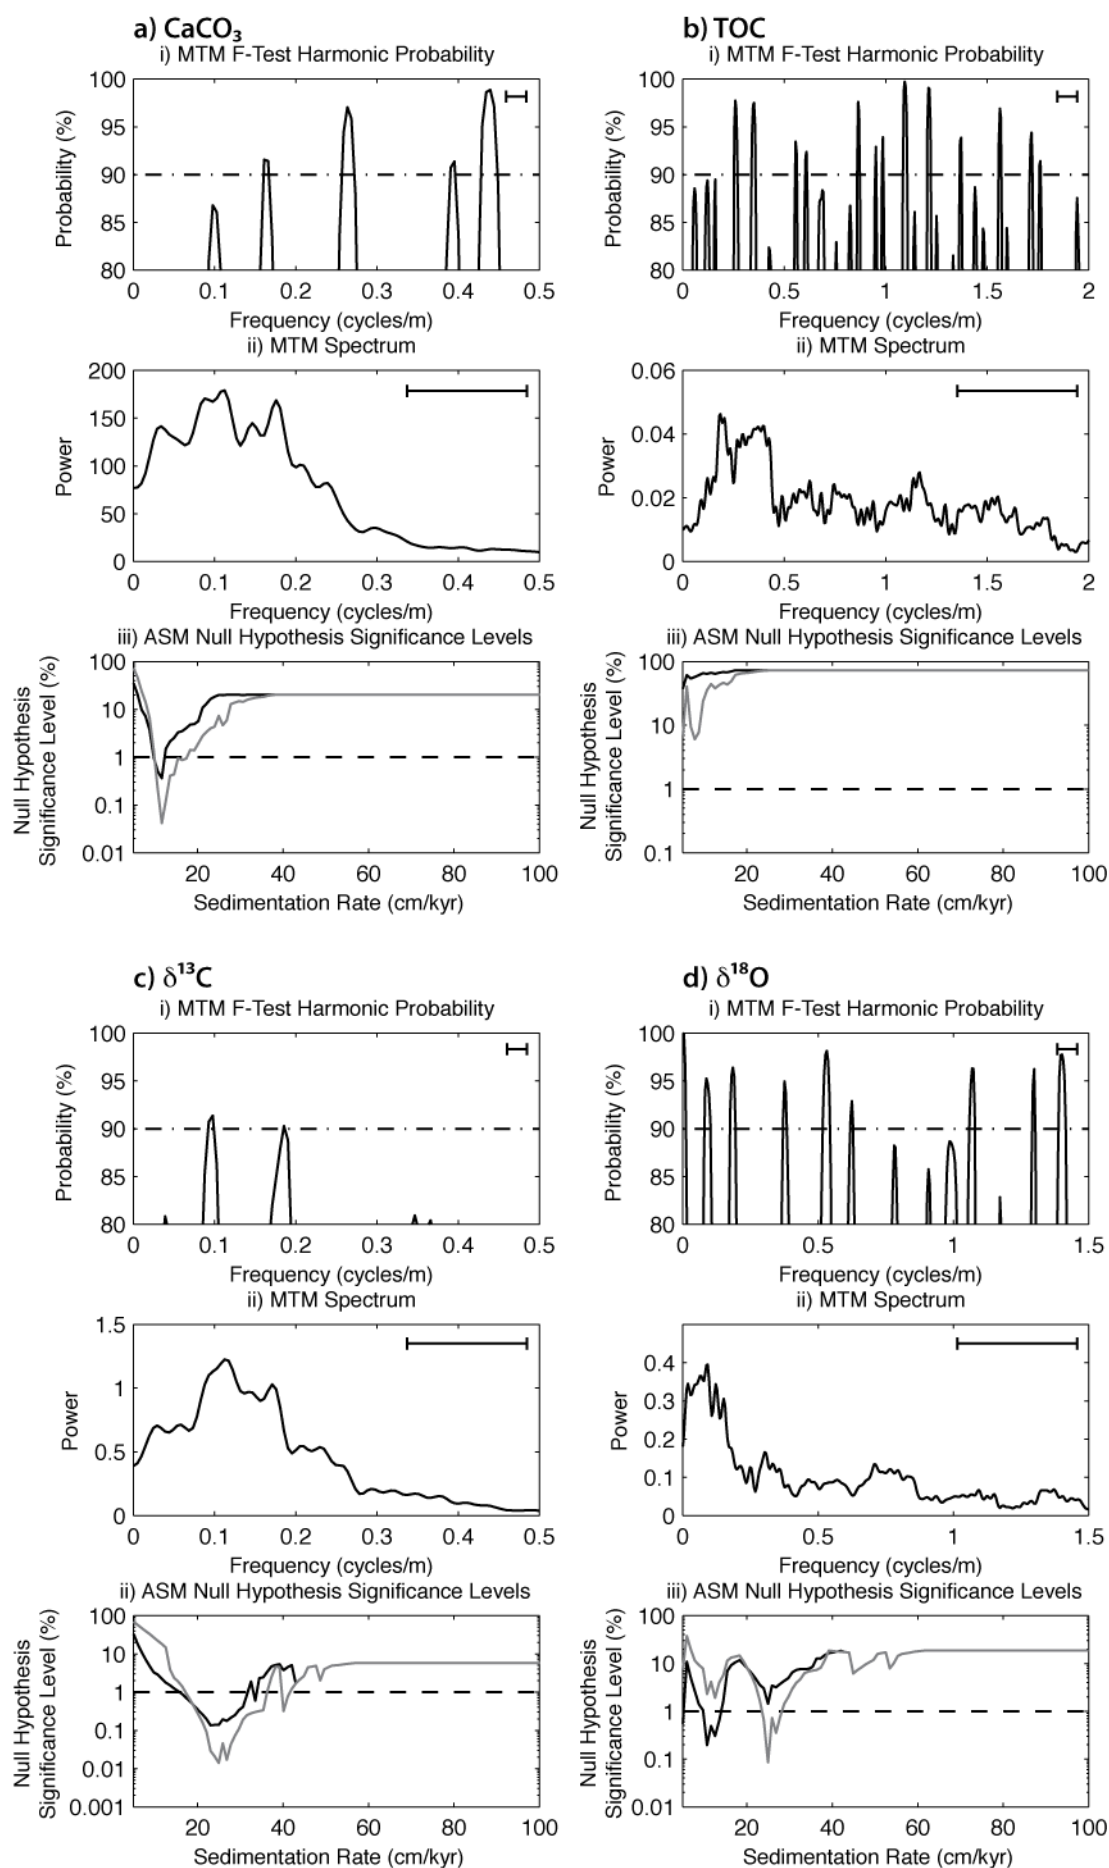 a) CaCO₃
i) MTM F-Test Harmonic Probability
Probability (%)
100
95
90
85
80
0 0.1 0.2 0.3 0.4 0.5
Frequency (cycles/m)
ii) MTM Spectrum
Power
200
150
100
50
0
0 0.1 0.2 0.3 0.4 0.5
Frequency (cycles/m)
iii) ASM Null Hypothesis Significance Levels
Null Hypothesis
Significance Level (%)
100
10
1
0.1
0.01
20 40 60 80 100
Sedimentation Rate (cm/kyr)
b) TOC
i) MTM F-Test Harmonic Probability
Probability (%)
100
95
90
85
80
0 0.5 1 1.5 2
Frequency (cycles/m)
ii) MTM Spectrum
Power
0.06
0.04
0.02
0
0 0.5 1 1.5 2
Frequency (cycles/m)
iii) ASM Null Hypothesis Significance Levels
Null Hypothesis
Significance Level (%)
100
10
1
0.1
20 40 60 80 100
Sedimentation Rate (cm/kyr)
c) δ¹³C
i) MTM F-Test Harmonic Probability
Probability (%)
100
95
90
85
80
0 0.1 0.2 0.3 0.4 0.5
Frequency (cycles/m)
ii) MTM Spectrum
Power
1.5
1
0.5
0
0 0.1 0.2 0.3 0.4 0.5
Frequency (cycles/m)
ii) ASM Null Hypothesis Significance Levels
Null Hypothesis
Significance Level (%)
100
10
1
0.1
0.01
0.001
20 40 60 80 100
Sedimentation Rate (cm/kyr)
d) δ¹⁸O
i) MTM F-Test Harmonic Probability
Probability (%)
100
95
90
85
80
0 0.5 1 1.5
Frequency (cycles/m)
ii) MTM Spectrum
Power
0.4
0.3
0.2
0.1
0
0 0.5 1 1.5
Frequency (cycles/m)
iii) ASM Null Hypothesis Significance Levels
Null Hypothesis
Significance Level (%)
100
10
1
0.1
0.01
20 40 60 80 100
Sedimentation Rate (cm/kyr)